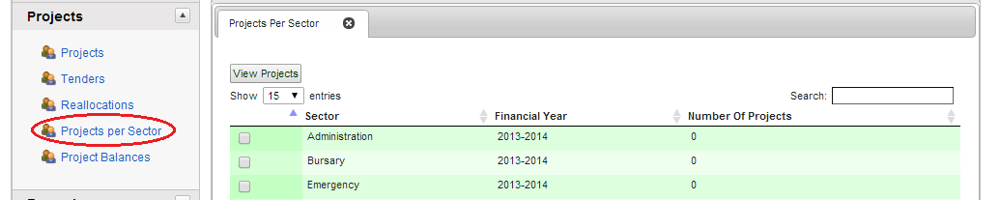 Projects
Projects
Tenders
Reallocations
Projects per Sector
Project Balances
Projects Per Sector
View Projects
Show 15 entries Search:
Sector Financial Year Number Of Projects
Administration 2013-2014 0
Bursary 2013-2014 0
Emergency 2013-2014 0